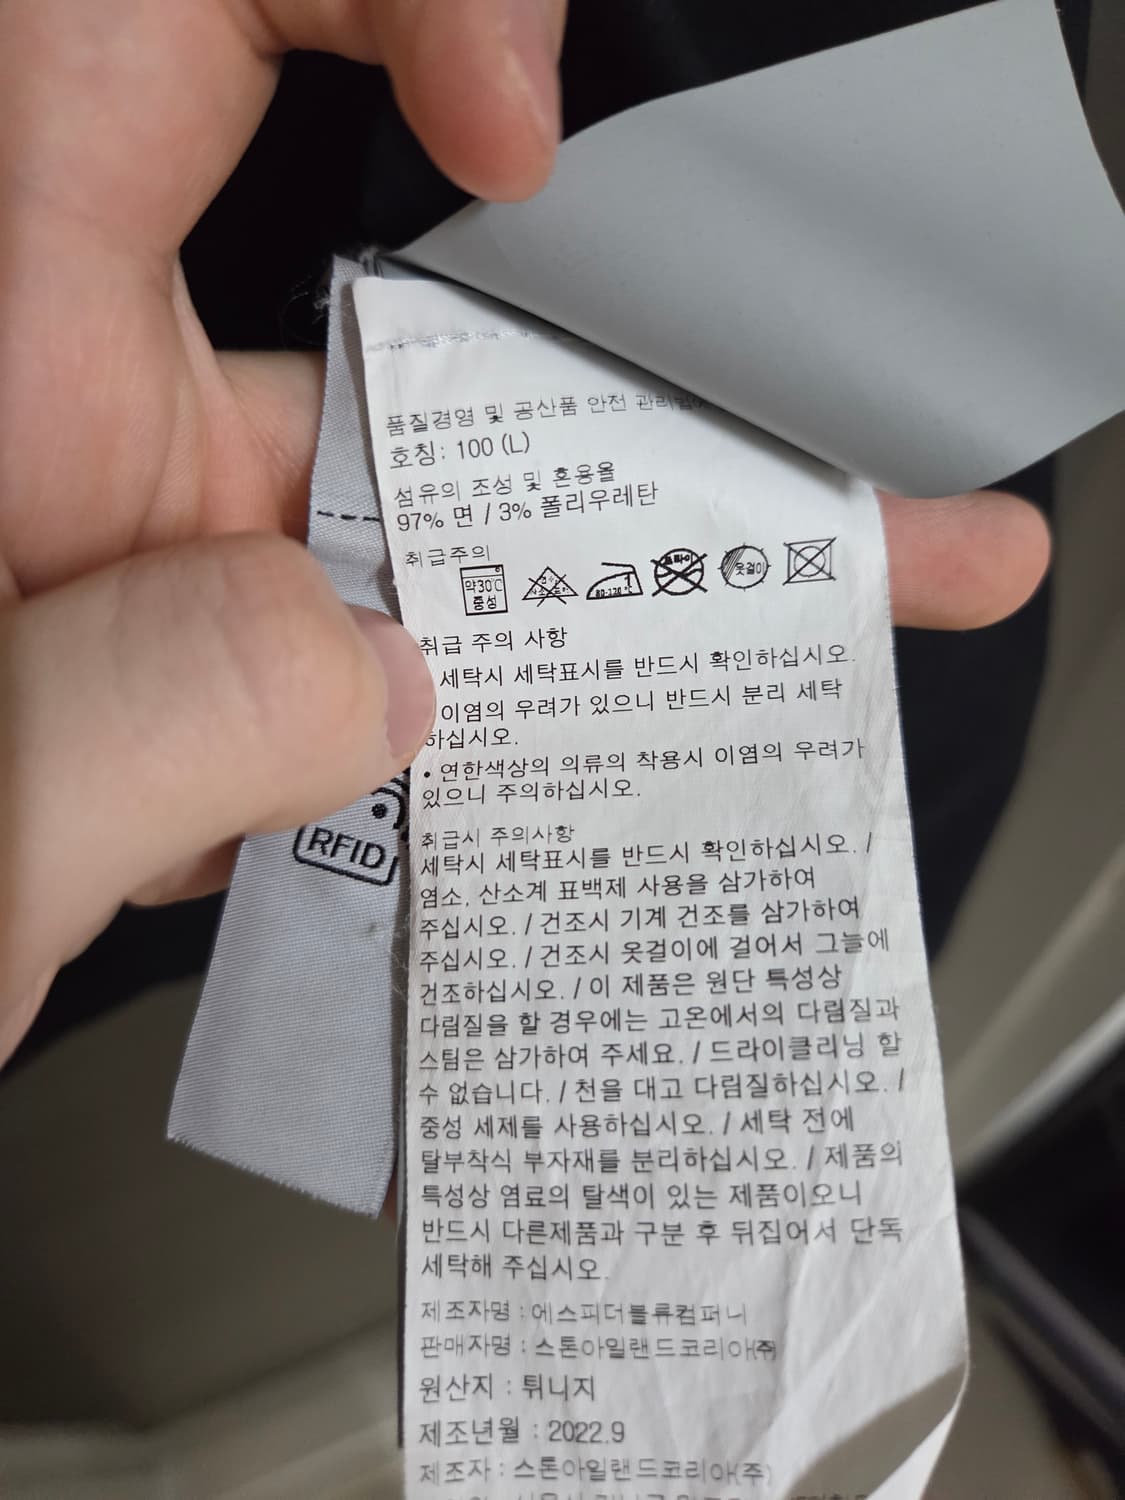 품질경영 및 공산품 안전
호칭: 100 (L)
섬유의 조성 및 혼용율
97% 면 / 3% 폴리우레탄
취급주의
약30℃
중성
드라이
옷걸이
취급 주의 사항
세탁시 세탁표시를 반드시 확인하십시오.
이염의 우려가 있으니 반드시 분리 세탁
하십시오.
• 연한색상의 의류의 착용시 이염의 우려가
있으니 주의하십시오.
RFID
취급시 주의사항
세탁시 세탁표시를 반드시 확인하십시오. /
염소, 산소계 표백제 사용을 삼가하여
주십시오. / 건조시 기계 건조를 삼가하여
주십시오. / 건조시 옷걸이에 걸어서 그늘에
건조하십시오. / 이 제품은 원단 특성상
다림질을 할 경우에는 고온에서의 다림질과
스팀은 삼가하여 주세요. / 드라이클리닝 할
수 없습니다. / 천을 대고 다림질하십시오. /
중성 세제를 사용하십시오. / 세탁 전에
탈부착식 부자재를 분리하십시오. / 제품의
특성상 염료의 탈색이 있는 제품이오니
반드시 다른제품과 구분 후 뒤집어서 단독
세탁해 주십시오.
제조자명 : 에스피더블류컴퍼니
판매자명 : 스톤아일랜드코리아(주)
원산지 : 튀니지
제조년월 : 2022.9
제조자 : 스톤아일랜드코리아(주)